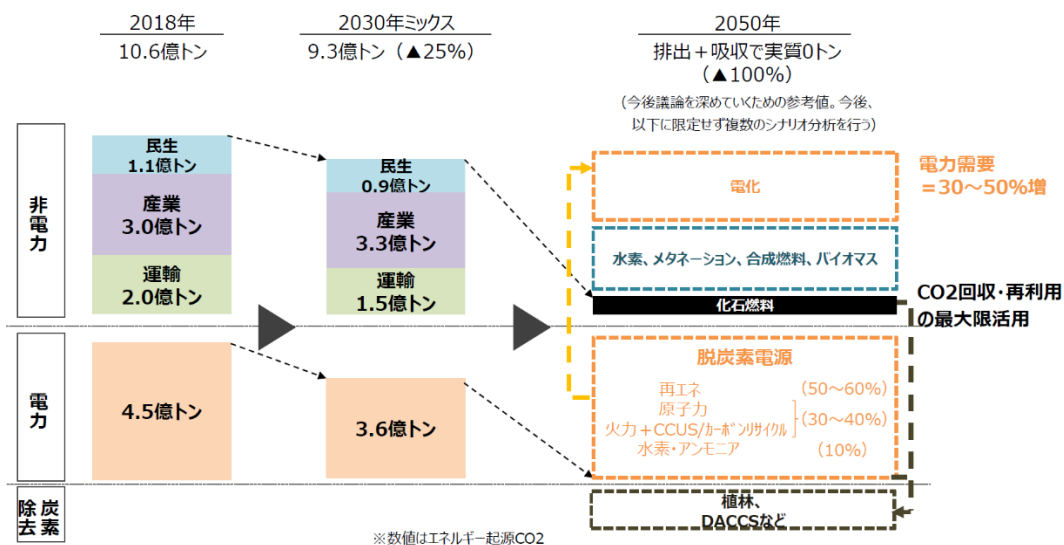 2018年
10.6億トン
2030年ミックス
9.3億トン（▲25%）
2050年
排出＋吸収で実質0トン
（▲100%）
（今後議論を深めていくための参考値。今後、
以下に限定せず複数のシナリオ分析を行う）
非電力
民生
1.1億トン
産業
3.0億トン
運輸
2.0億トン
民生
0.9億トン
産業
3.3億トン
運輸
1.5億トン
電化
水素、メタネーション、合成燃料、バイオマス
化石燃料
電力需要
＝30～50%増
CO2回収・再利用
の最大限活用
電力
4.5億トン
3.6億トン
脱炭素電源
再エネ （50～60%）
原子力
火力＋CCUS/カーボンリサイクル （30～40%）
水素・アンモニア （10%）
炭素除去
植林、
DACCSなど
※数値はエネルギー起源CO2